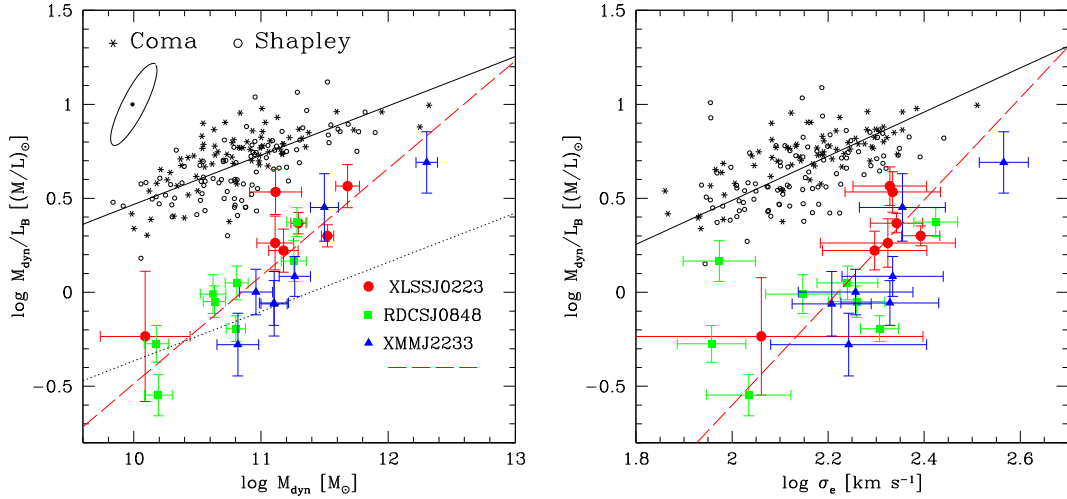 1.5
1
0.5
0
−0.5
log M_dyn/L_B [(M/L)_⊙]
Coma
Shapley
XLSSJ0223
RDCSJ0848
XMMJ2233
10
11
12
13
log M_dyn [M_⊙]
1.5
1
0.5
0
−0.5
log M_dyn/L_B [(M/L)_⊙]
1.8
2
2.2
2.4
2.6
log σ_e [km s⁻¹]